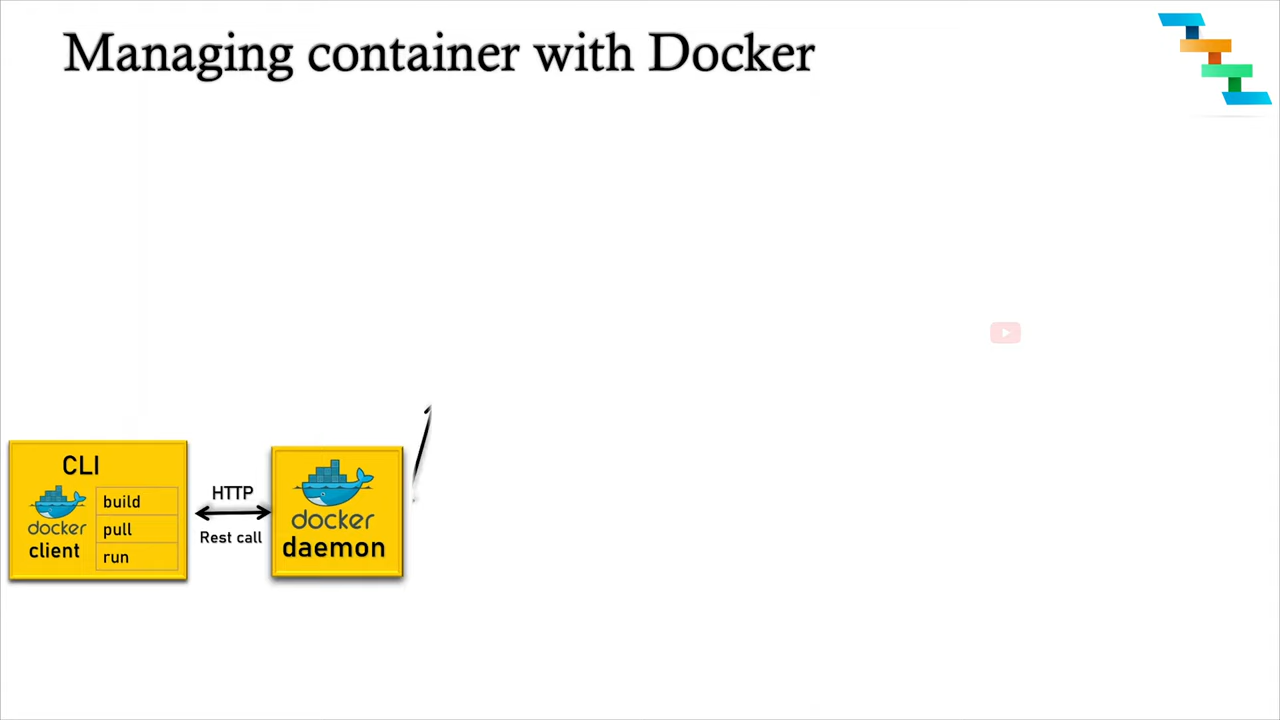 Managing container with Docker
CLI
docker
client
build
pull
run
HTTP
Rest call
docker
daemon